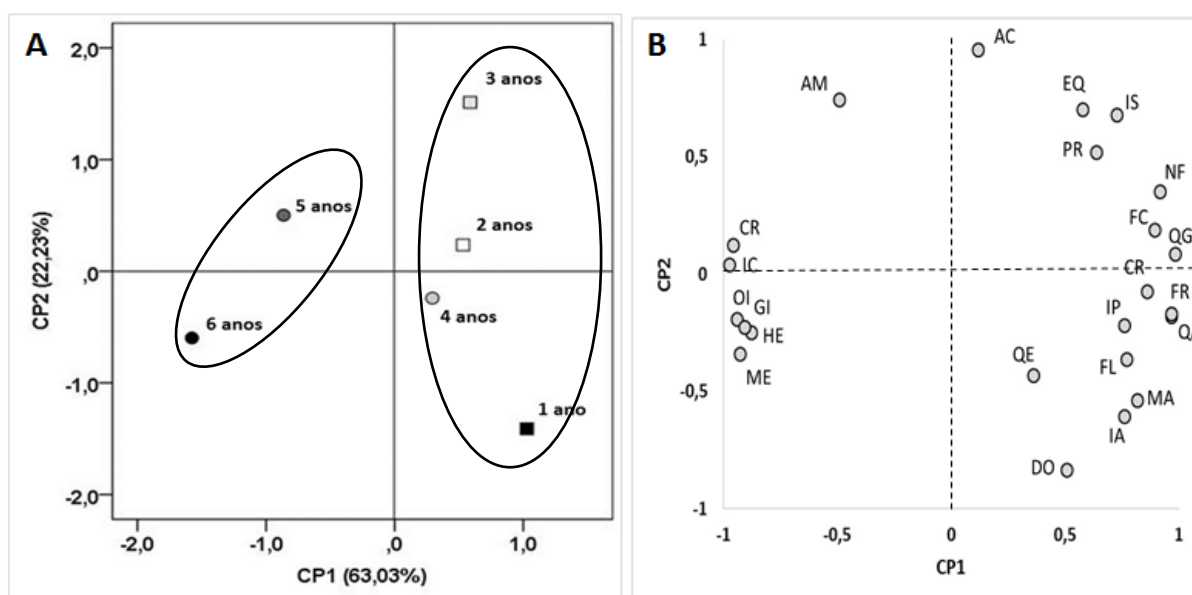 A
2,0
1,0
,0
-1,0
-2,0
CP2 (22,23%)
3 anos
5 anos
2 anos
6 anos
4 anos
1 ano
-2,0
-1,0
,0
1,0
CP1 (63,03%)
B
1
0,5
0
-0,5
-1
CP2
AC
AM
EQ
IS
PR
NF
FC
QG
CR
IC
CR
OI
GI
IP
FR
HE
ME
QE
FL
MA
IA
DO
-1
-0,5
0
0,5
1
CP1